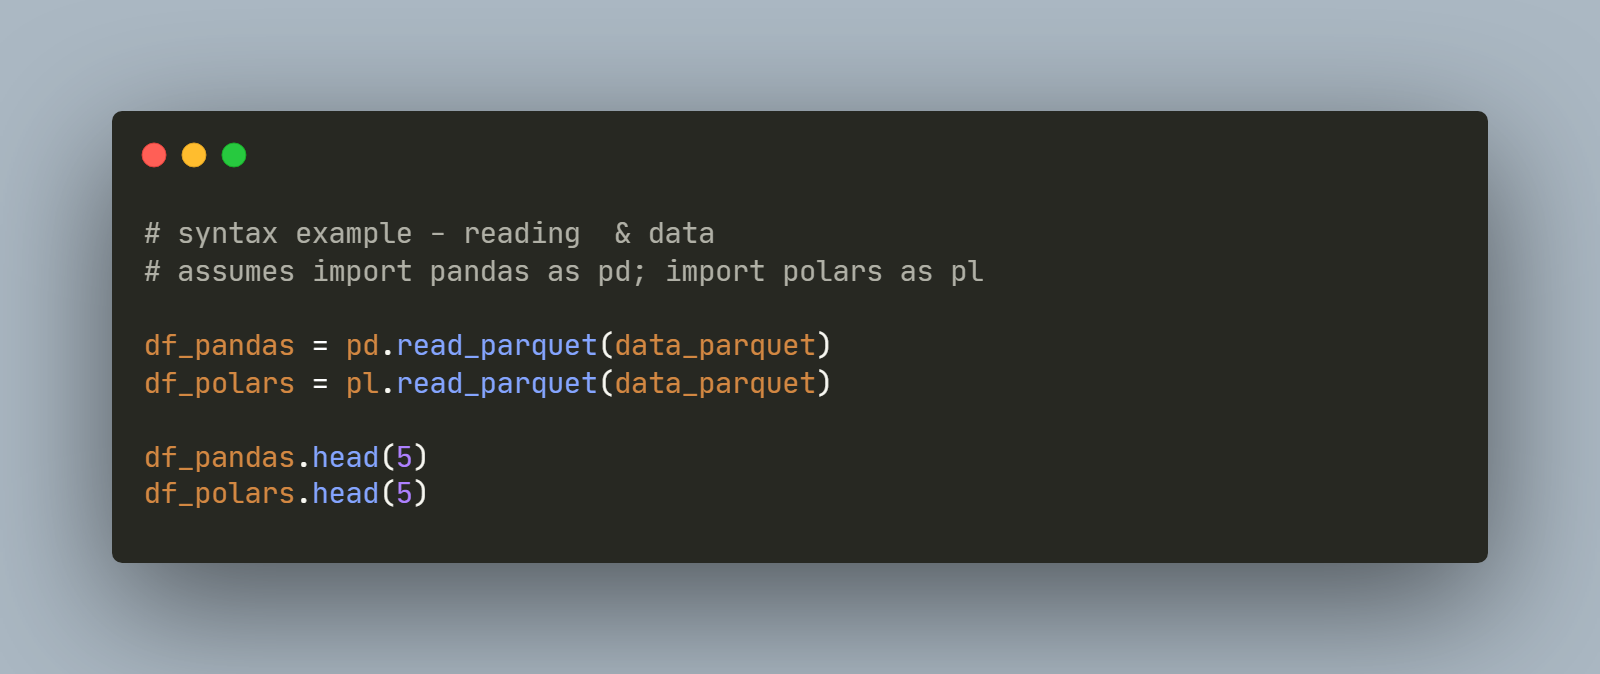 # syntax example - reading  & data
# assumes import pandas as pd; import polars as pl
df_pandas = pd.read_parquet(data_parquet)
df_polars = pl.read_parquet(data_parquet)
df_pandas.head(5)
df_polars.head(5)